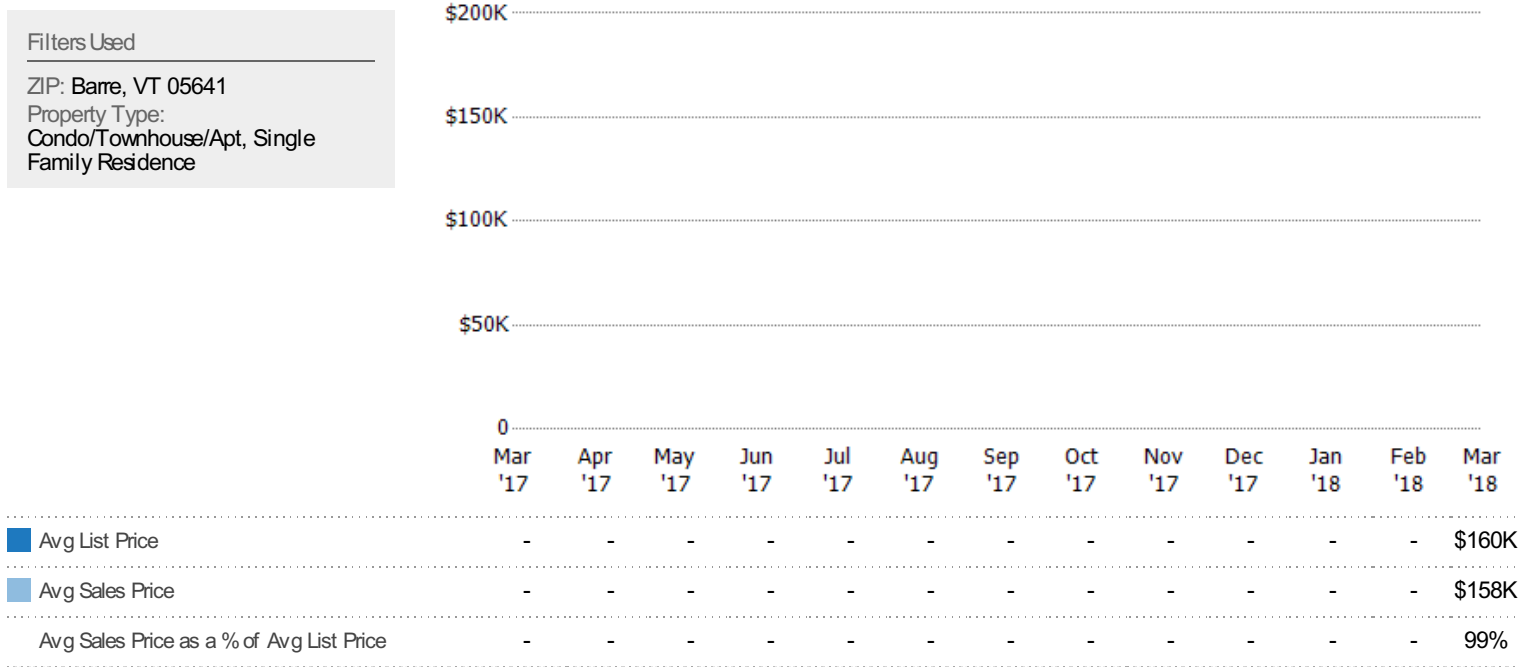 Filters Used
ZIP: Barre, VT 05641
Property Type:
Condo/Townhouse/Apt, Single
Family Residence
$200K
$150K
$100K
$50K
0
Mar Apr May Jun Jul Aug Sep Oct Nov Dec Jan Feb Mar
'17 '17 '17 '17 '17 '17 '17 '17 '17 '17 '18 '18 '18
Avg List Price - - - - - - - - - - - - $160K
Avg Sales Price - - - - - - - - - - - - $158K
Avg Sales Price as a % of Avg List Price - - - - - - - - - - - - 99%